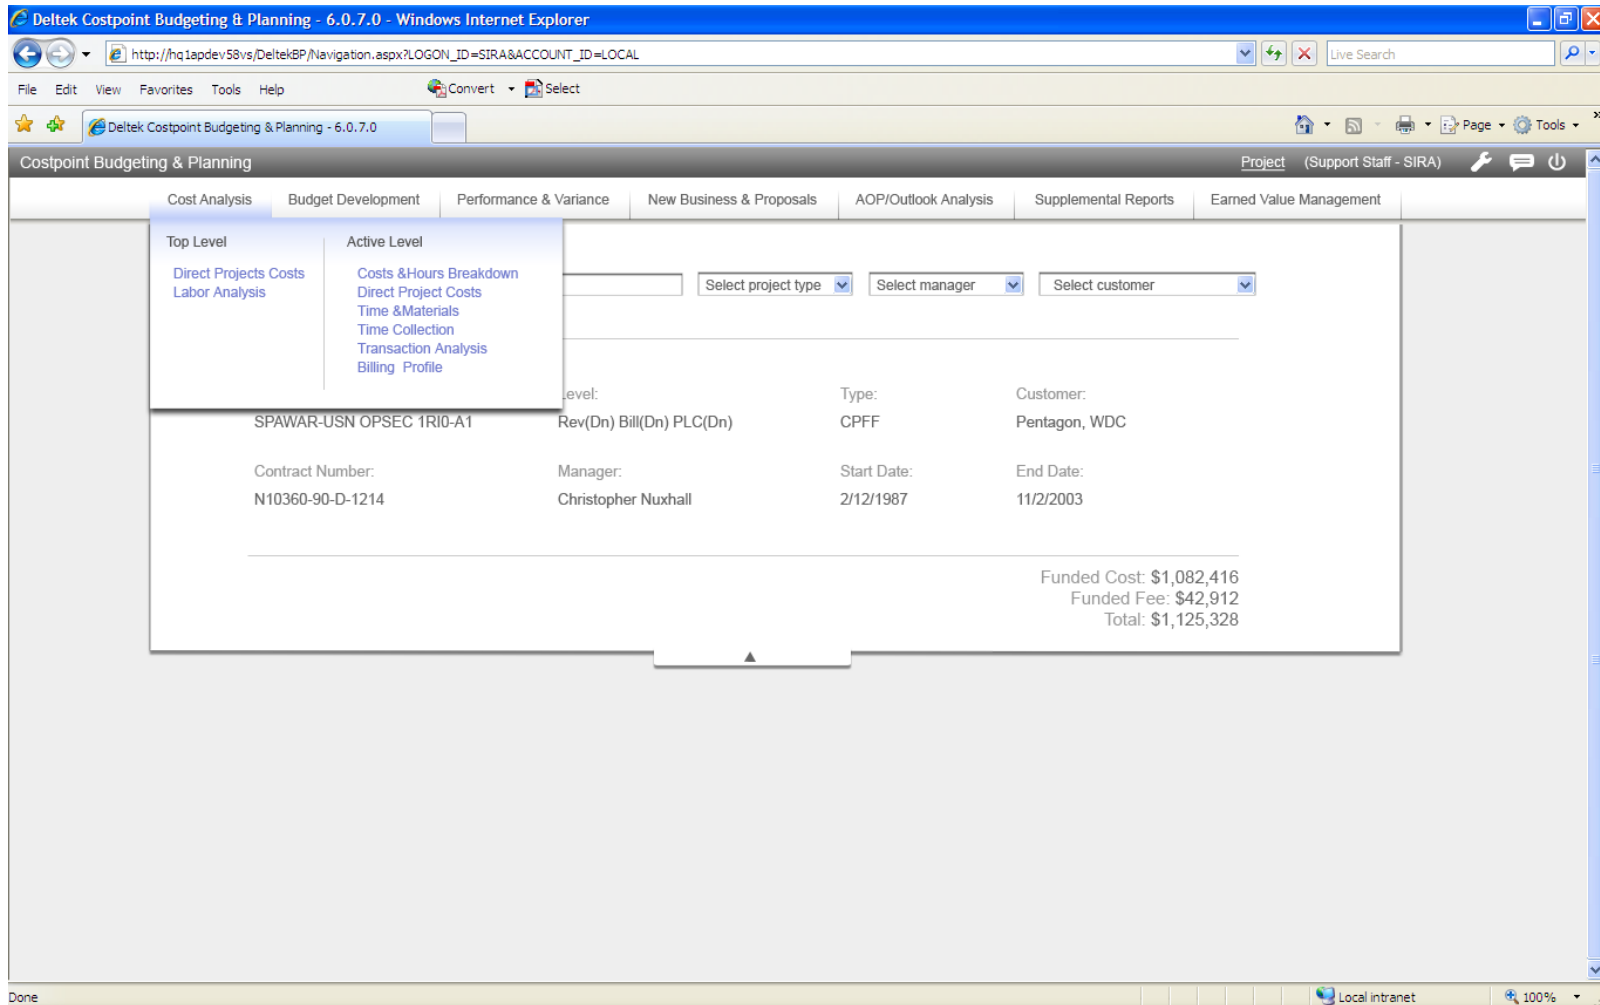 Deltek Costpoint Budgeting & Planning - 6.0.7.0 - Windows Internet Explorer
http://hq1apdev58vs/DeltekBP/Navigation.aspx?LOGON_ID=SIRA&ACCOUNT_ID=LOCAL
Live Search
File Edit View Favorites Tools Help Convert Select
Deltek Costpoint Budgeting & Planning - 6.0.7.0
Page Tools
Costpoint Budgeting & Planning Project (Support Staff - SIRA)
Cost Analysis Budget Development Performance & Variance New Business & Proposals AOP/Outlook Analysis Supplemental Reports Earned Value Management
Top Level
Direct Projects Costs
Labor Analysis
Active Level
Costs &Hours Breakdown
Direct Project Costs
Time &Materials
Time Collection
Transaction Analysis
Billing Profile
Select project type Select manager Select customer
Level: Type: Customer:
SPAWAR-USN OPSEC 1RI0-A1 Rev(Dn) Bill(Dn) PLC(Dn) CPFF Pentagon, WDC
Contract Number: Manager: Start Date: End Date:
N10360-90-D-1214 Christopher Nuxhall 2/12/1987 11/2/2003
Funded Cost: $1,082,416
Funded Fee: $42,912
Total: $1,125,328
Done Local intranet 100%